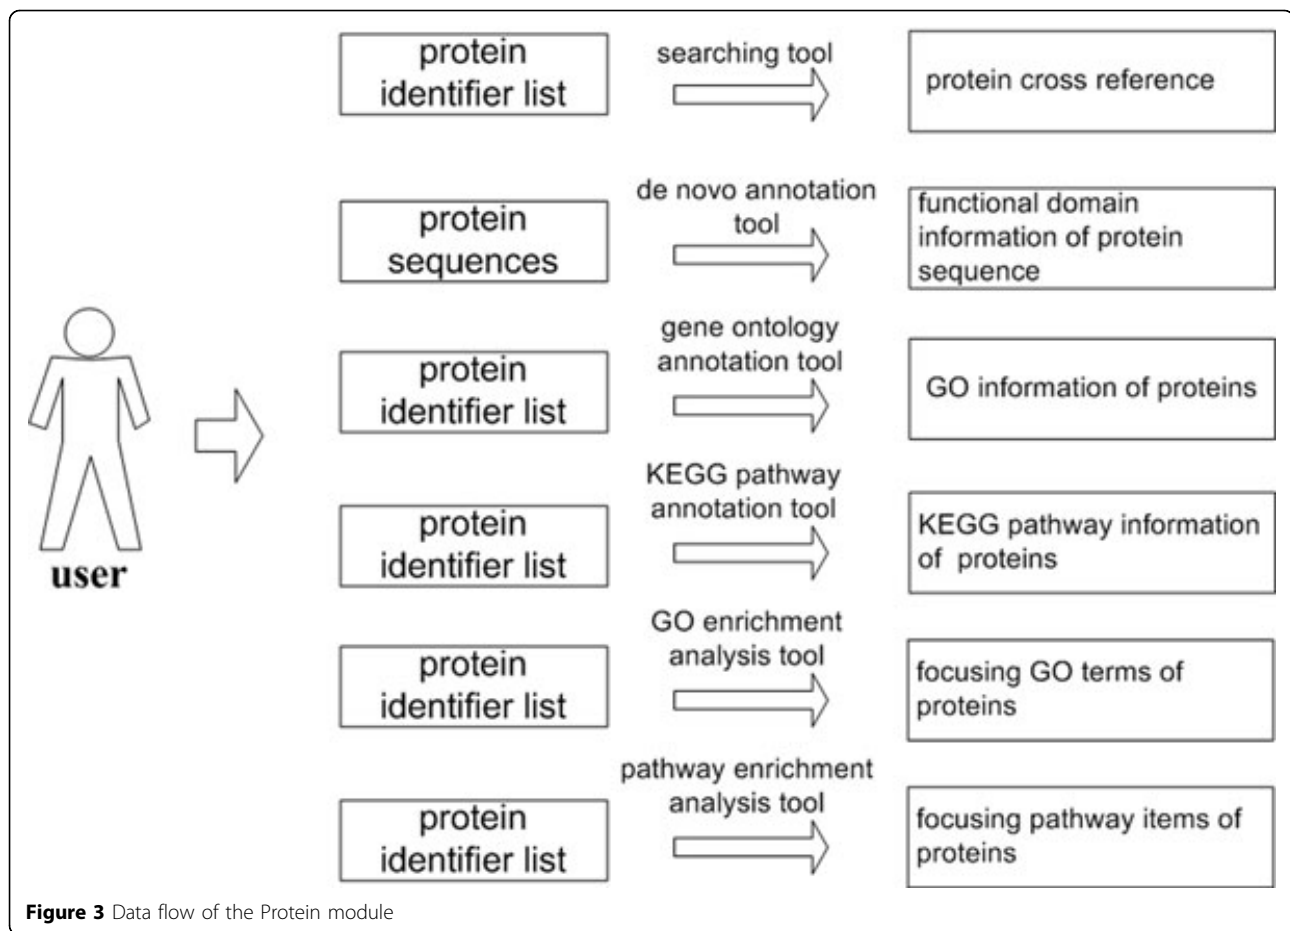 protein
identifier list
searching tool
protein cross reference
protein
sequences
de novo annotation
tool
functional domain
information of protein
sequence
protein
identifier list
gene ontology
annotation tool
GO information of proteins
protein
identifier list
KEGG pathway
annotation tool
KEGG pathway information
of proteins
user
protein
identifier list
GO enrichment
analysis tool
focusing GO terms of
proteins
protein
identifier list
pathway enrichment
analysis tool
focusing pathway items of
proteins
Figure 3 Data flow of the Protein module